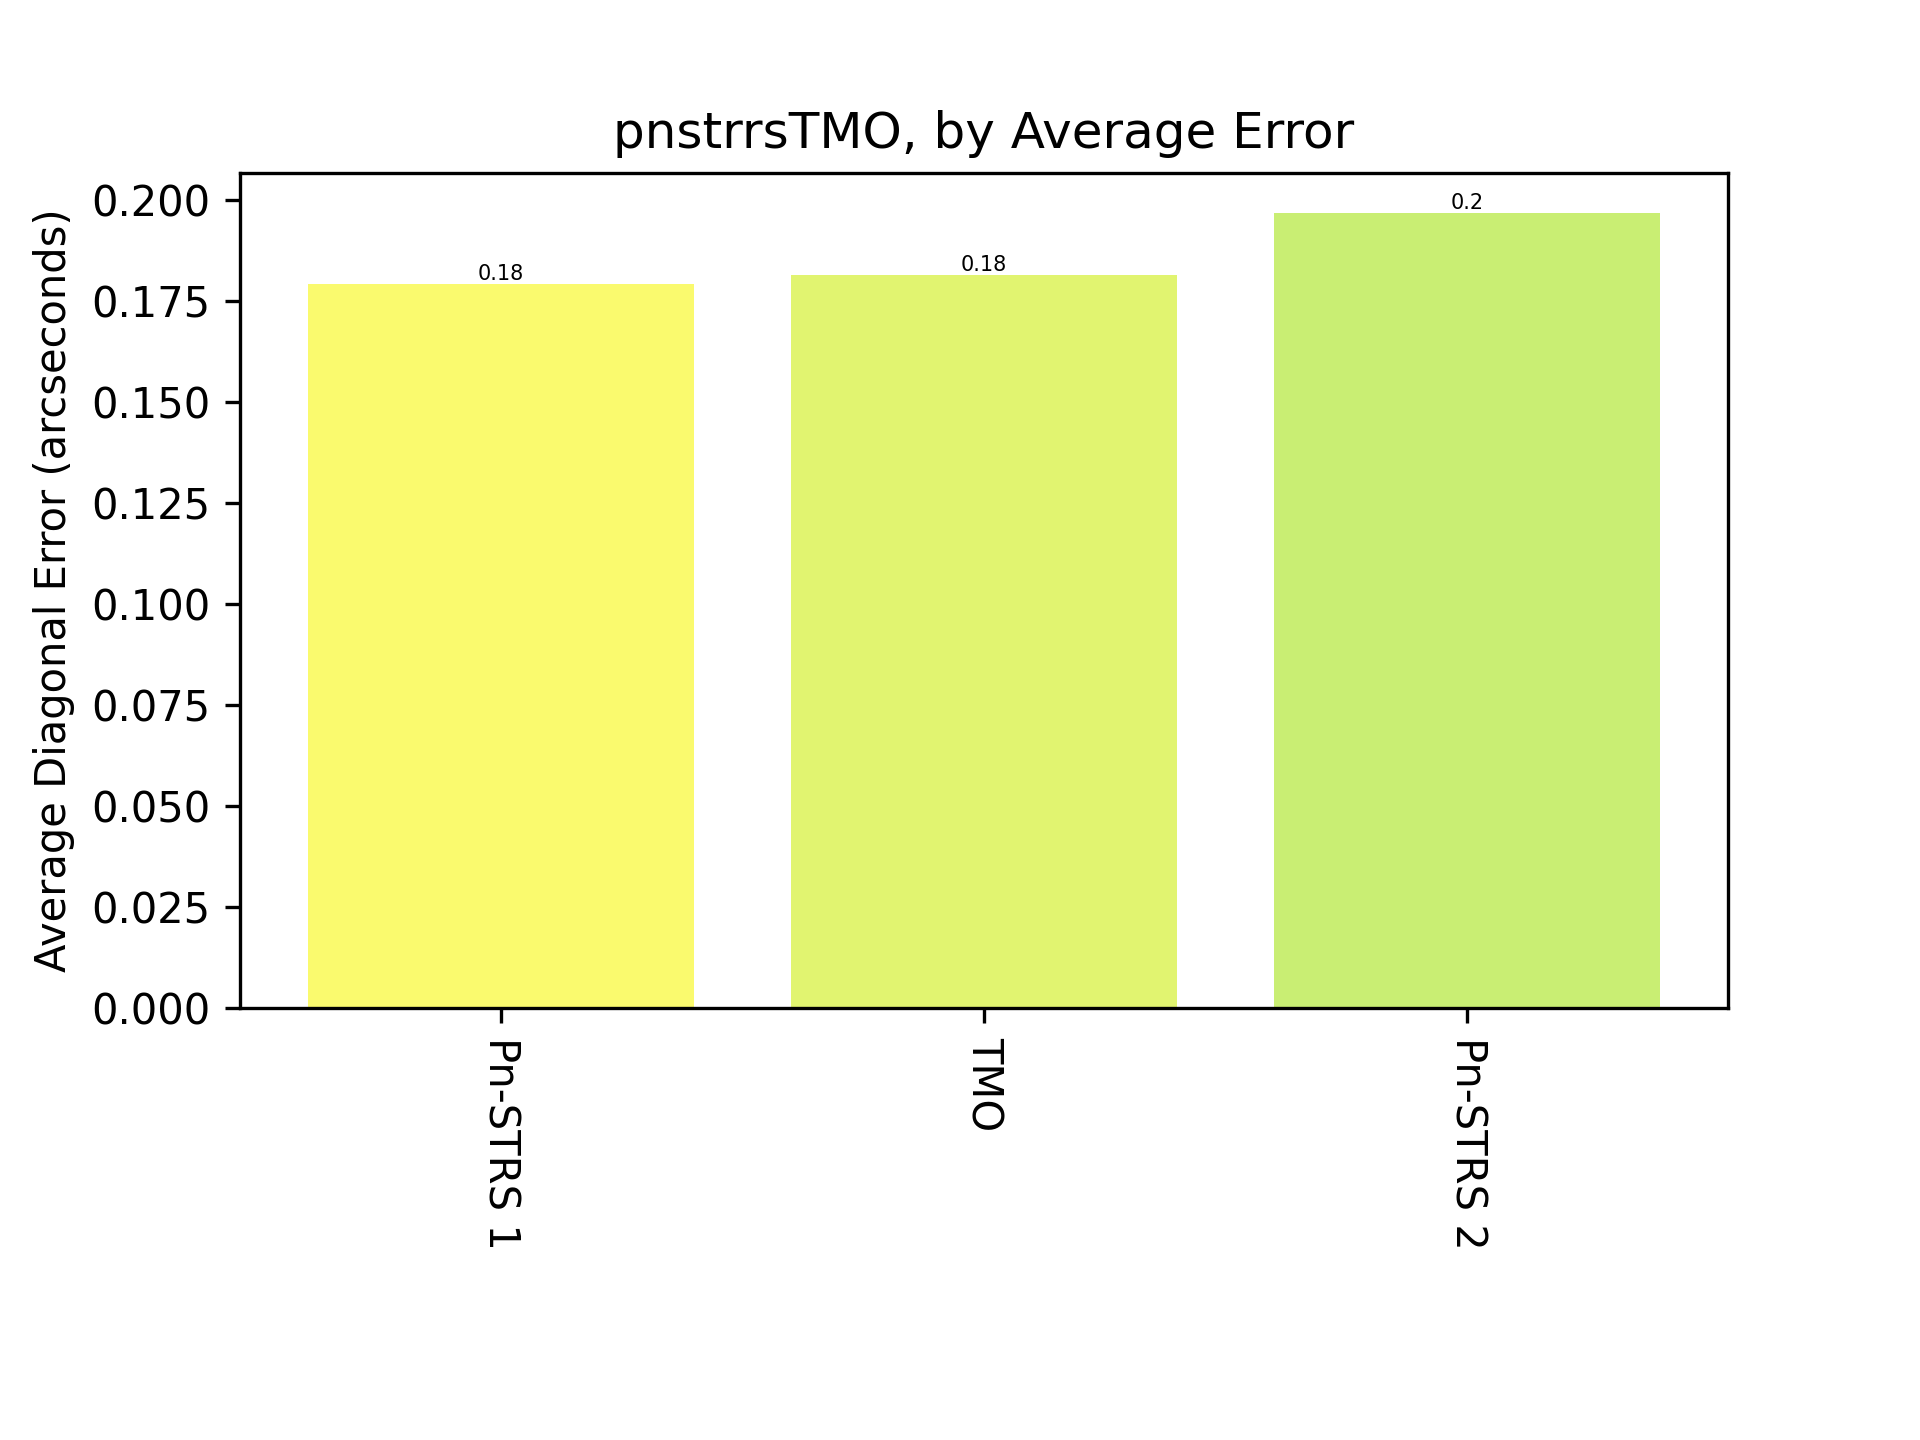 pnstrrsTMO, by Average Error
Average Diagonal Error (arcseconds)
0.200
0.175
0.150
0.125
0.100
0.075
0.050
0.025
0.000
0.18
0.18
0.2
Pn-STRS 1
TMO
Pn-STRS 2